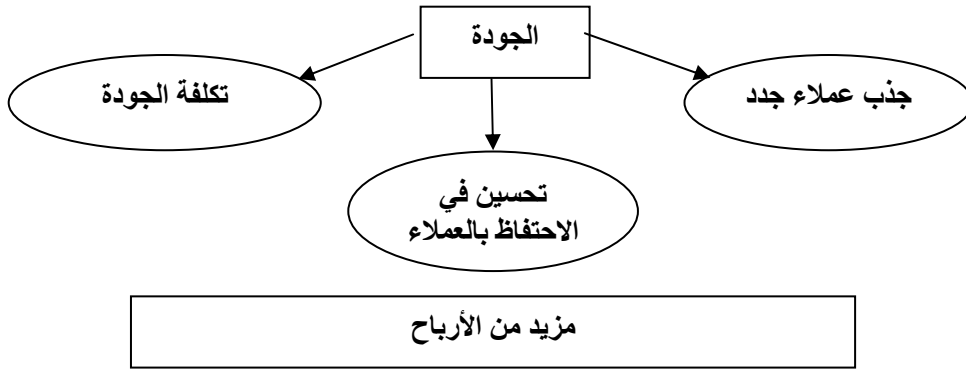 الجودة
جذب عملاء جدد
تكلفة الجودة
تحسين في
الاحتفاظ بالعملاء
مزيد من الأرباح